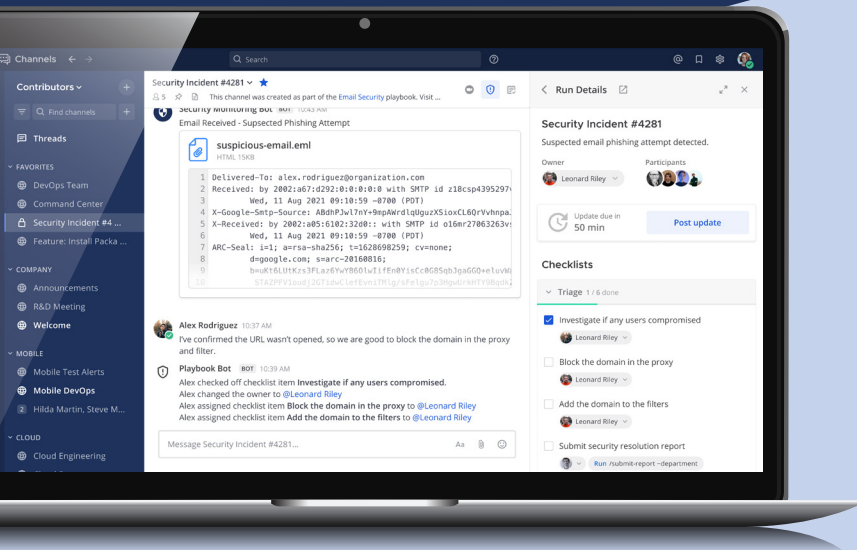 Channels
Search
Contributors
Find channels
Threads
FAVORITES
DevOps Team
Command Center
Security Incident #4 ...
Feature: Install Packa ...
COMPANY
Announcements
R&D Meeting
Welcome
MOBILE
Mobile Test Alerts
Mobile DevOps
2 Hilda Martin, Steve M...
CLOUD
Cloud Engineering
Security Incident #4281
5 This channel was created as part of the Email Security playbook. Visit ...
Security Monitoring Bot BOT 10:43 AM
Email Received - Supsected Phishing Attempt
suspicious-email.eml
HTML 15KB
1 Delivered-To: alex.rodriguez@organization.com
2 Received: by 2002:a67:d292:0:0:0:0:0 with SMTP id z18csp4395297
3 Wed, 11 Aug 2021 09:10:59 -0700 (PDT)
4 X-Google-Smtp-Source:
5 X-Received: by 2002:a05:6102:32d0:: with SMTP id
6 Wed, 11 Aug 2021 09:10:59 -0700 (PDT)
7 ARC-Seal: i=1; a=rsa-sha256; t=1628698259; cv=none;
8 d=google.com; s=arc-20160816;
9
10
Alex Rodriguez 10:37 AM
I've confirmed the URL wasn't opened, so we are good to block the domain in the proxy
and filter.
Playbook Bot BOT 10:39 AM
Alex checked off checklist item Investigate if any users compromised.
Alex changed the owner to @Leonard Riley
Alex assigned checklist item Block the domain in the proxy to @Leonard Riley
Alex assigned checklist item Add the domain to the filters to @Leonard Riley
Message Security Incident #4281...
Aa
Run Details
Security Incident #4281
Suspected email phishing attempt detected.
Owner Participants
Leonard Riley
Update due in
50 min
Post update
Checklists
Triage 1 / 6 done
Investigate if any users compromised
Leonard Riley
Block the domain in the proxy
Leonard Riley
Add the domain to the filters
Leonard Riley
Submit security resolution report
Run /submit-report ~department